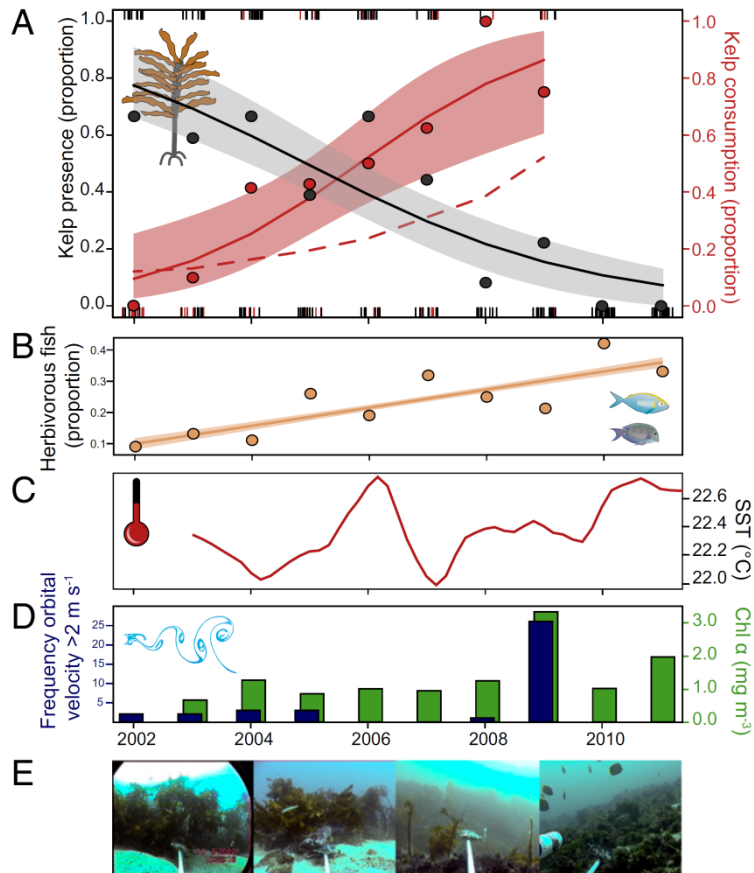 A
Kelp presence (proportion)
1.0
0.8
0.6
0.4
0.2
0.0
1.0
0.8
0.6
0.4
0.2
0.0
Kelp consumption (proportion)
B
Herbivorous fish
(proportion)
0.4
0.3
0.2
0.1
C
22.6
22.4
22.2
22.0
SST (°C)
D
Frequency orbital
velocity >2 m s⁻¹
25
20
15
10
5
3.0
2.0
1.0
0.0
Chl α (mg m⁻³)
2002
2004
2006
2008
2010
E